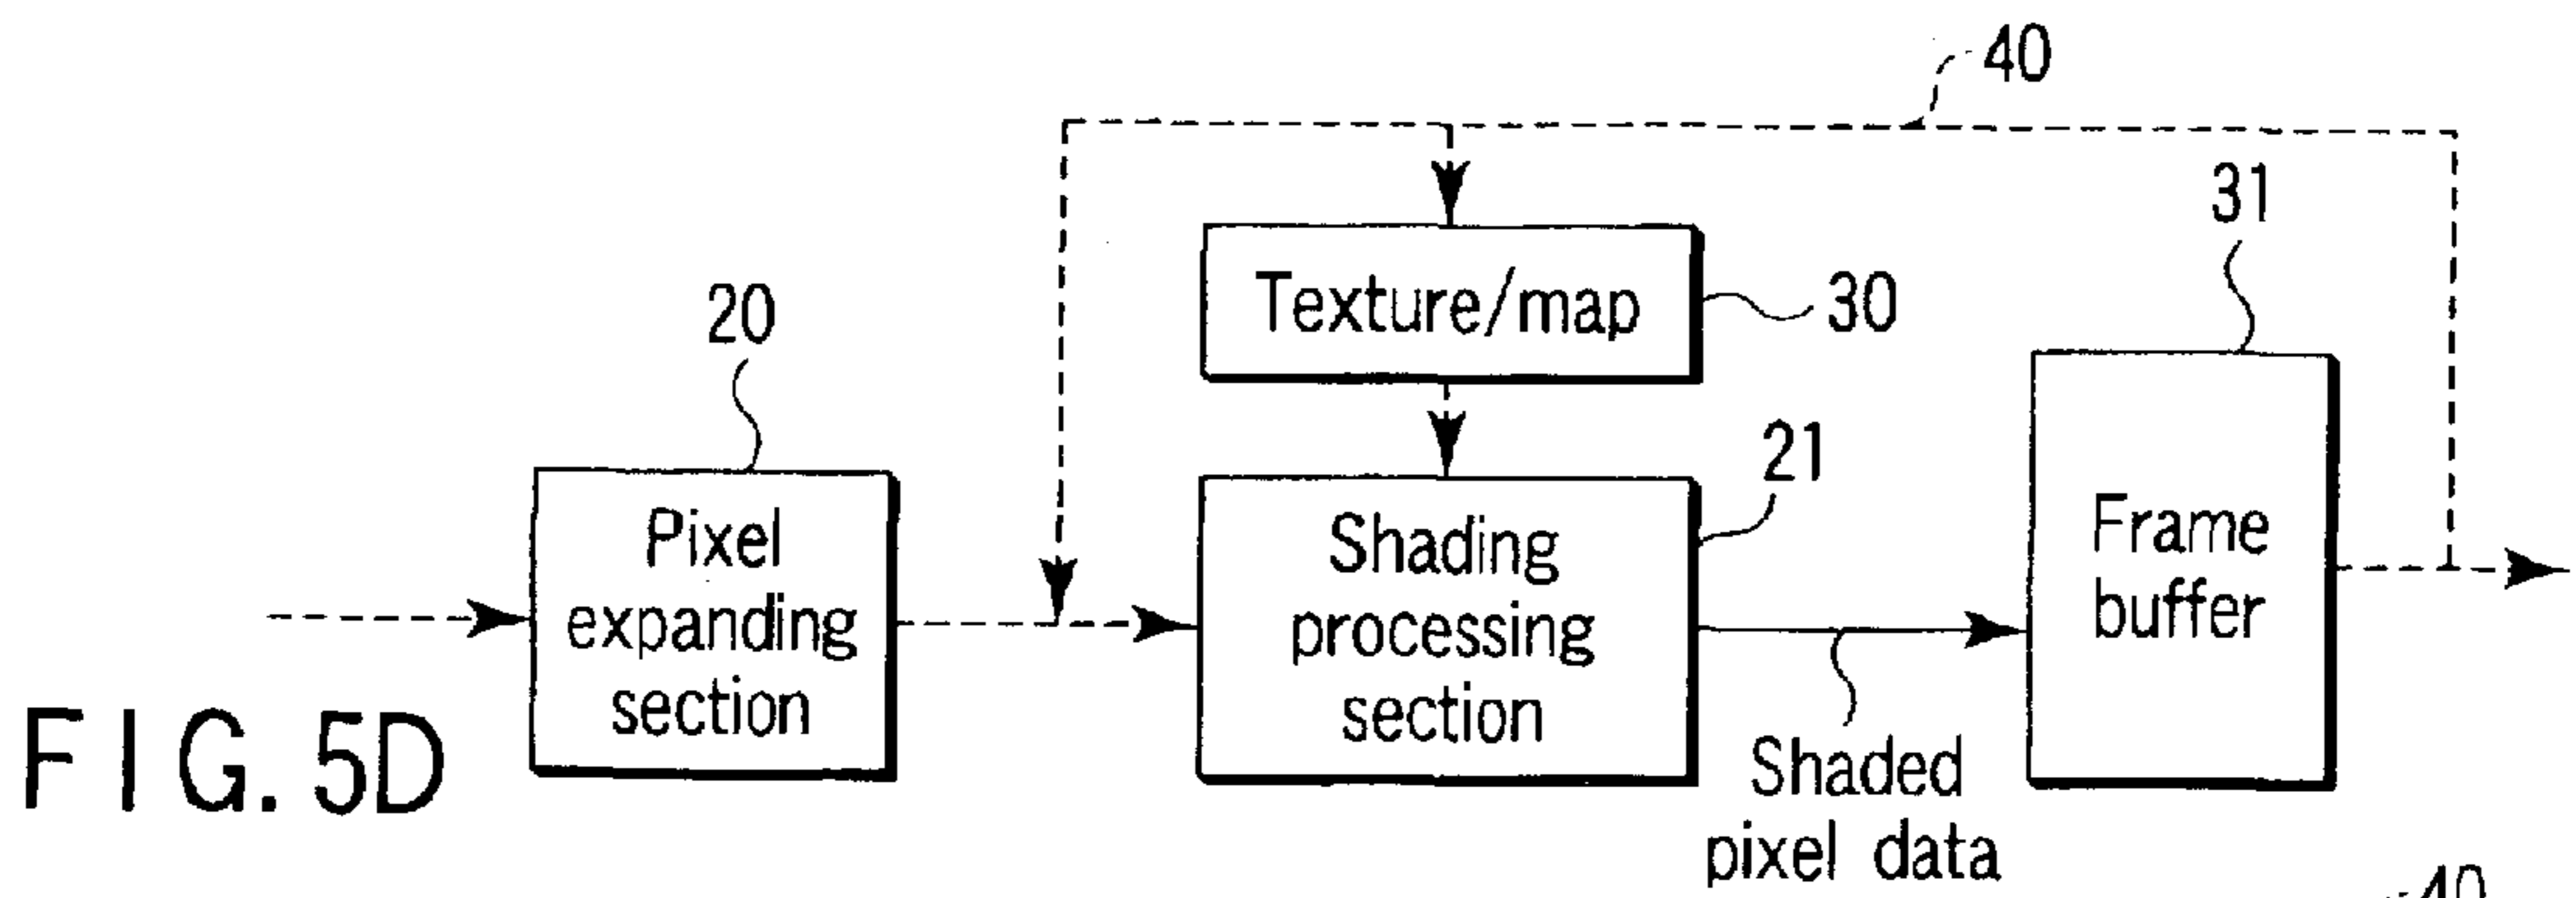 40
31
Texture/map
30
20
21
Pixel
expanding
section
Shading
processing
section
Frame
buffer
Shaded
pixel data
FIG. 5D
40